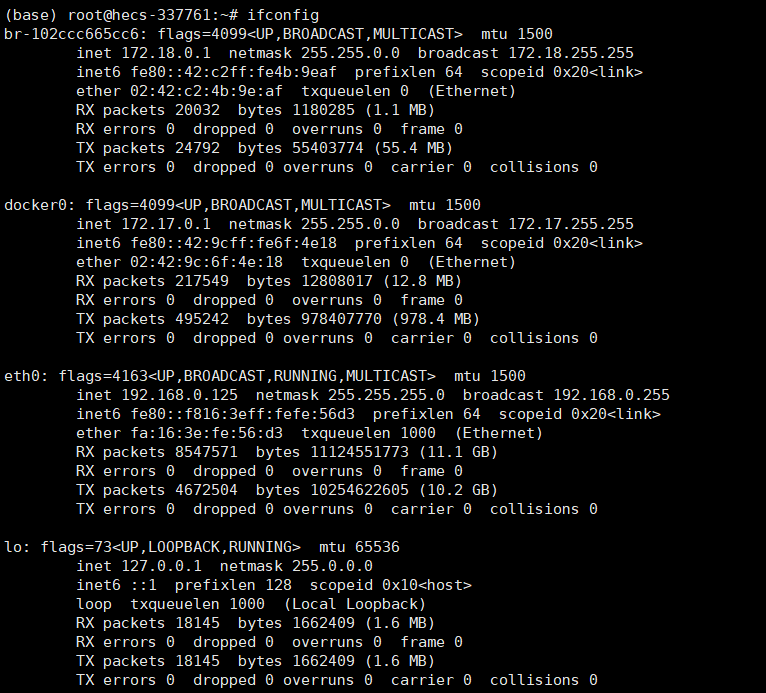 (base) root@hecs-337761:~# ifconfig
br-102ccc665cc6: flags=4099<UP,BROADCAST,MULTICAST>  mtu 1500
        inet 172.18.0.1  netmask 255.255.0.0  broadcast 172.18.255.255
        inet6 fe80::42:c2ff:fe4b:9eaf  prefixlen 64  scopeid 0x20<link>
        ether 02:42:c2:4b:9e:af  txqueuelen 0  (Ethernet)
        RX packets 20032  bytes 1180285 (1.1 MB)
        RX errors 0  dropped 0  overruns 0  frame 0
        TX packets 24792  bytes 55403774 (55.4 MB)
        TX errors 0  dropped 0 overruns 0  carrier 0  collisions 0

docker0: flags=4099<UP,BROADCAST,MULTICAST>  mtu 1500
        inet 172.17.0.1  netmask 255.255.0.0  broadcast 172.17.255.255
        inet6 fe80::42:9cff:fe6f:4e18  prefixlen 64  scopeid 0x20<link>
        ether 02:42:9c:6f:4e:18  txqueuelen 0  (Ethernet)
        RX packets 217549  bytes 12808017 (12.8 MB)
        RX errors 0  dropped 0  overruns 0  frame 0
        TX packets 495242  bytes 978407770 (978.4 MB)
        TX errors 0  dropped 0 overruns 0  carrier 0  collisions 0

eth0: flags=4163<UP,BROADCAST,RUNNING,MULTICAST>  mtu 1500
        inet 192.168.0.125  netmask 255.255.255.0  broadcast 192.168.0.255
        inet6 fe80::f816:3eff:fefe:56d3  prefixlen 64  scopeid 0x20<link>
        ether fa:16:3e:fe:56:d3  txqueuelen 1000  (Ethernet)
        RX packets 8547571  bytes 11124551773 (11.1 GB)
        RX errors 0  dropped 0  overruns 0  frame 0
        TX packets 4672504  bytes 10254622605 (10.2 GB)
        TX errors 0  dropped 0 overruns 0  carrier 0  collisions 0

lo: flags=73<UP,LOOPBACK,RUNNING>  mtu 65536
        inet 127.0.0.1  netmask 255.0.0.0
        inet6 ::1  prefixlen 128  scopeid 0x10<host>
        loop  txqueuelen 1000  (Local Loopback)
        RX packets 18145  bytes 1662409 (1.6 MB)
        RX errors 0  dropped 0  overruns 0  frame 0
        TX packets 18145  bytes 1662409 (1.6 MB)
        TX errors 0  dropped 0 overruns 0  carrier 0  collisions 0